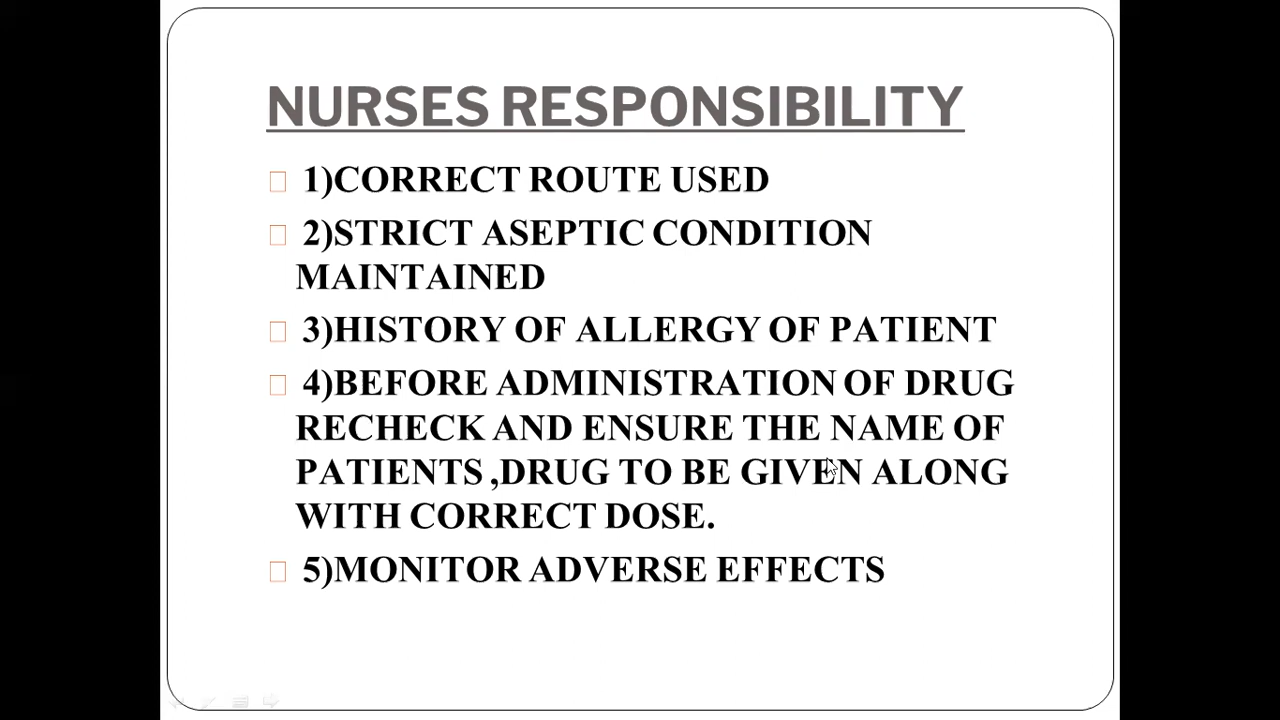 NURSES RESPONSIBILITY
1)CORRECT ROUTE USED
2)STRICT ASEPTIC CONDITION
MAINTAINED
3)HISTORY OF ALLERGY OF PATIENT
4)BEFORE ADMINISTRATION OF DRUG
RECHECK AND ENSURE THE NAME OF
PATIENTS ,DRUG TO BE GIVEN ALONG
WITH CORRECT DOSE.
5)MONITOR ADVERSE EFFECTS